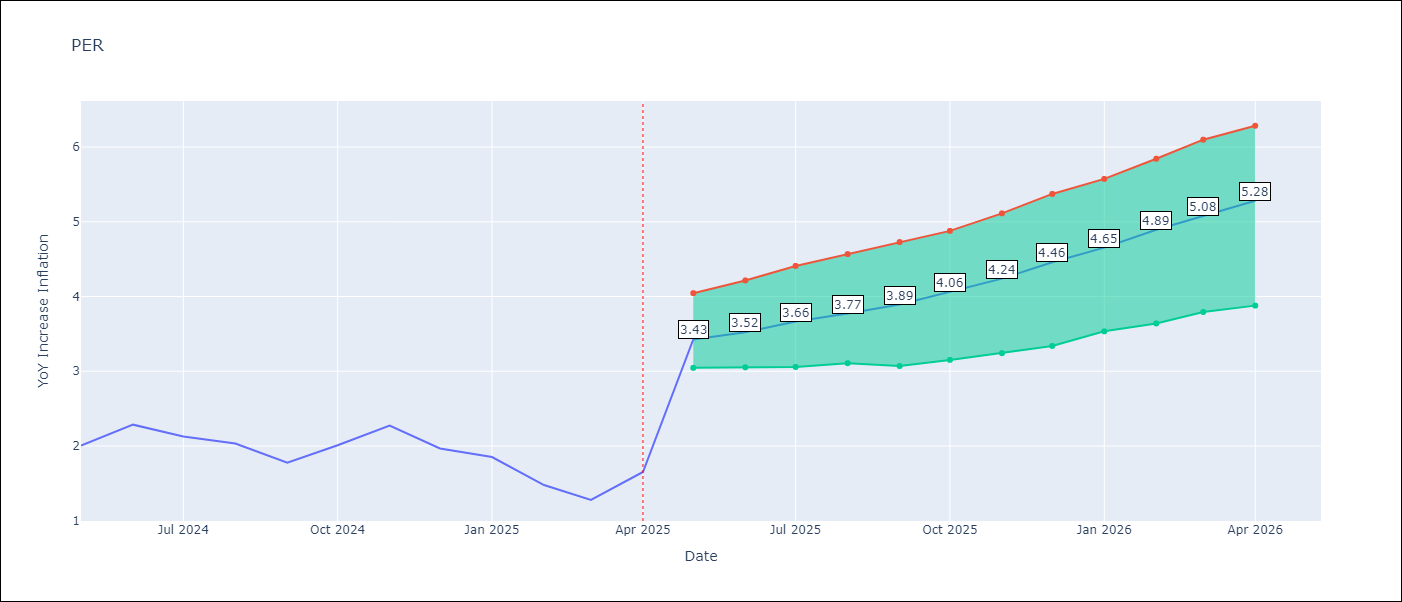 PER
YoY Increase Inflation
6
5
4
3
2
1
3.43
3.52
3.66
3.77
3.89
4.06
4.24
4.46
4.65
4.89
5.08
5.28
Jul 2024
Oct 2024
Jan 2025
Apr 2025
Jul 2025
Oct 2025
Jan 2026
Apr 2026
Date